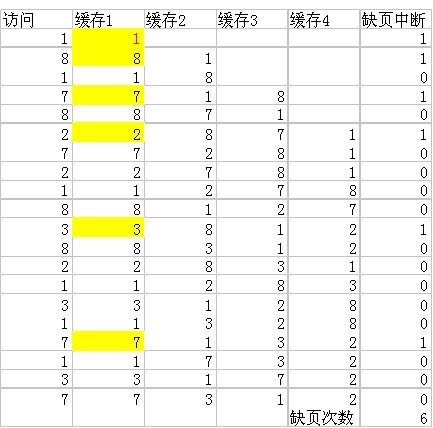 访问 缓存1 缓存2 缓存3 缓存4 缺页中断
1 1 1
8 8 1 1
1 1 8 0
7 7 1 8 1
8 8 7 1 0
2 2 8 7 1 1
7 7 2 8 1 0
2 2 7 8 1 0
1 1 2 7 8 0
8 8 1 2 7 0
3 3 8 1 2 1
8 8 3 1 2 0
2 2 8 3 1 0
1 1 2 8 3 0
3 3 1 2 8 0
1 1 3 2 8 0
7 7 1 3 2 1
1 1 7 3 2 0
3 3 1 7 2 0
7 7 3 1 2 0
缺页次数 6